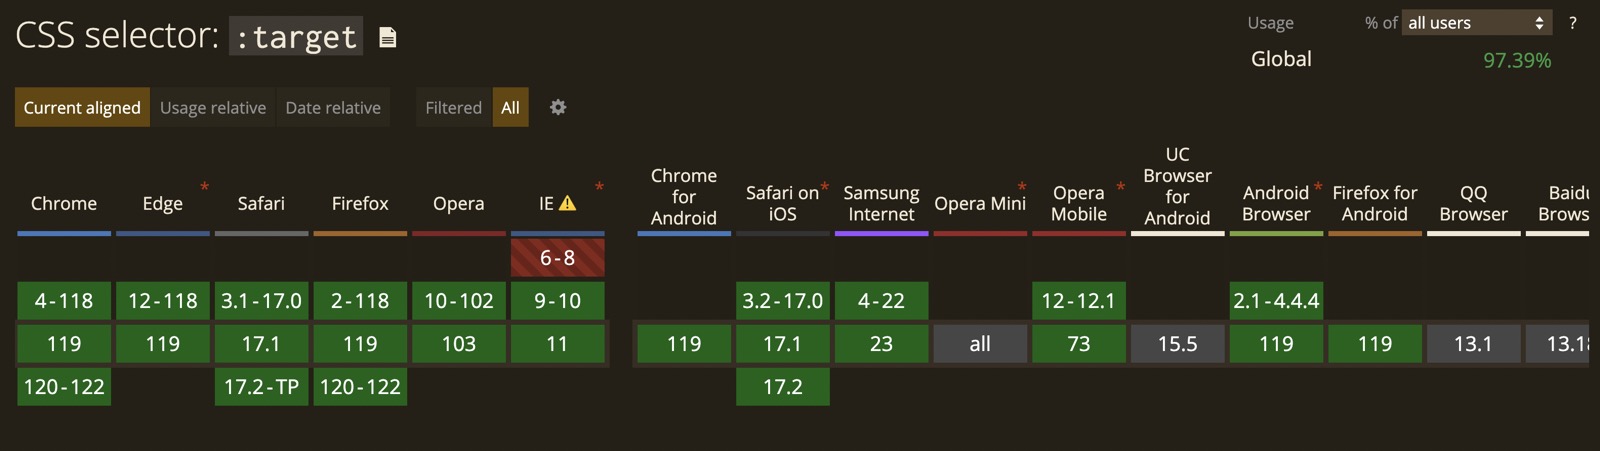 CSS selector: :target
Usage % of all users ?
Global 97.39%
Current aligned Usage relative Date relative Filtered All
Chrome Edge * Safari Firefox Opera IE *
Chrome for Android
Safari on iOS *
Samsung Internet
Opera Mini *
Opera Mobile *
UC Browser for Android
Android Browser *
Firefox for Android
QQ Browser
Baidu
6-8
4-118 12-118 3.1-17.0 2-118 10-102 9-10 3.2-17.0 4-22 12-12.1 2.1-4.4.4
119 119 17.1 119 103 11 119 17.1 23 all 73 15.5 119 119 13.1
120-122 17.2-TP 120-122 17.2